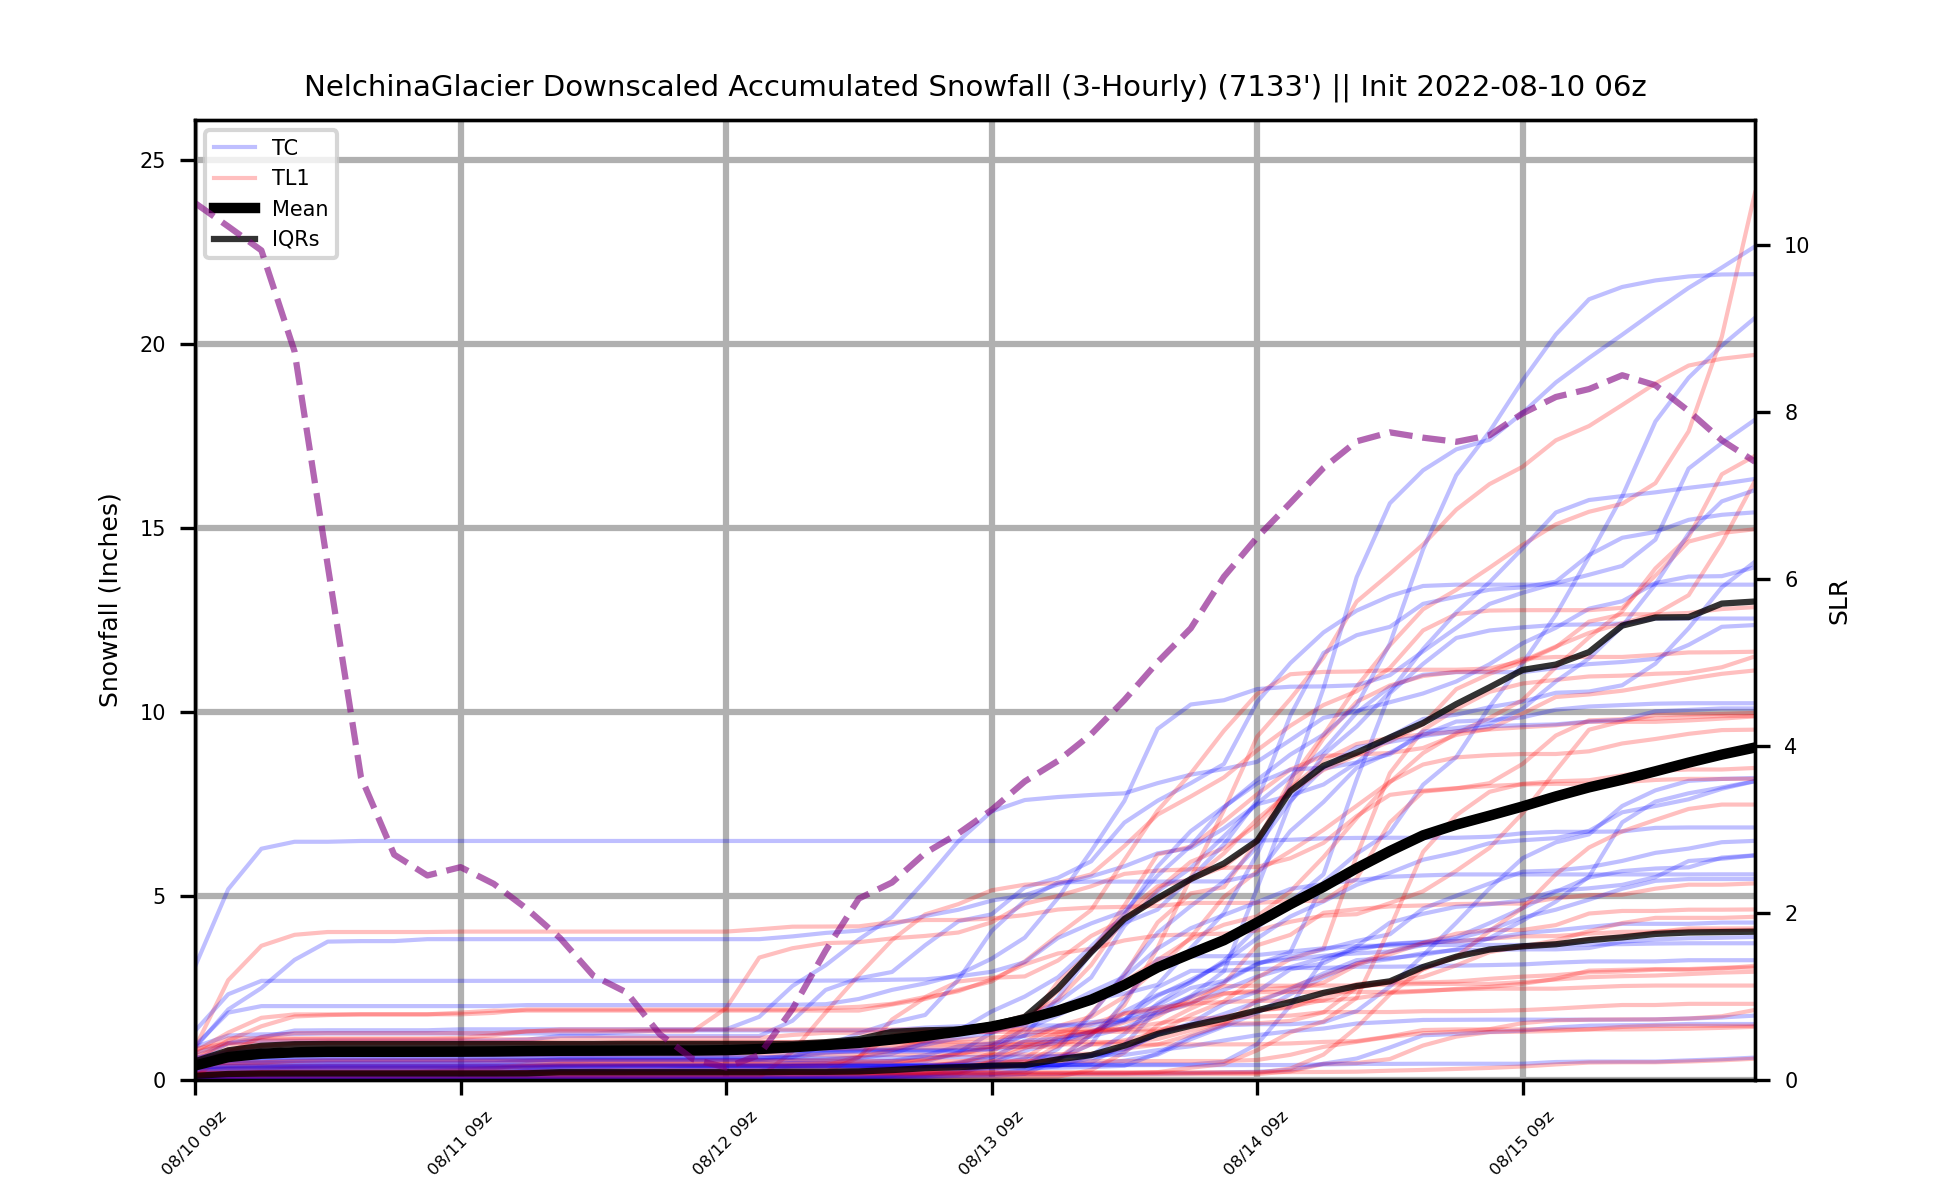 NelchinaGlacier Downscaled Accumulated Snowfall (3-Hourly) (7133') || Init 2022-08-10 06z
TC
TL1
Mean
IQRs
25
20
15
10
5
0
Snowfall (Inches)
10
8
6
4
2
0
SLR
08/10 09z
08/11 09z
08/12 09z
08/13 09z
08/14 09z
08/15 09z